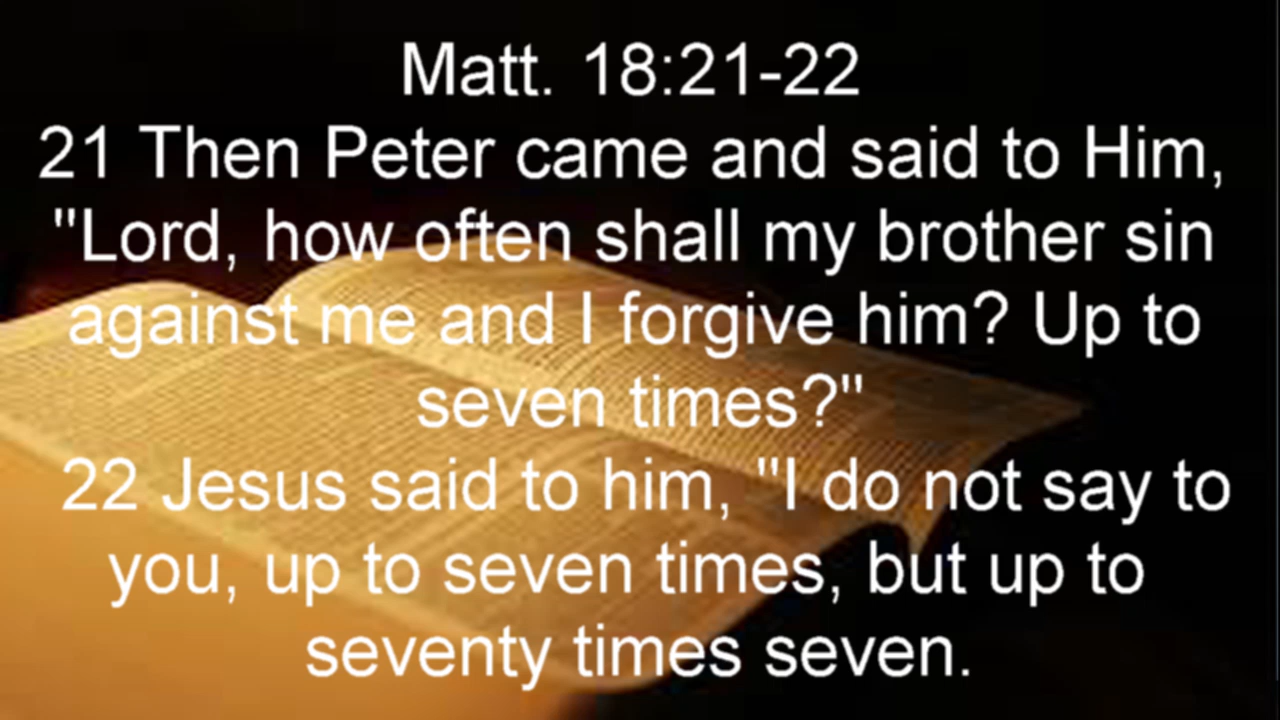 Matt. 18:21-22
21 Then Peter came and said to Him,
"Lord, how often shall my brother sin
against me and I forgive him? Up to
seven times?"
22 Jesus said to him, "I do not say to
you, up to seven times, but up to
seventy times seven.